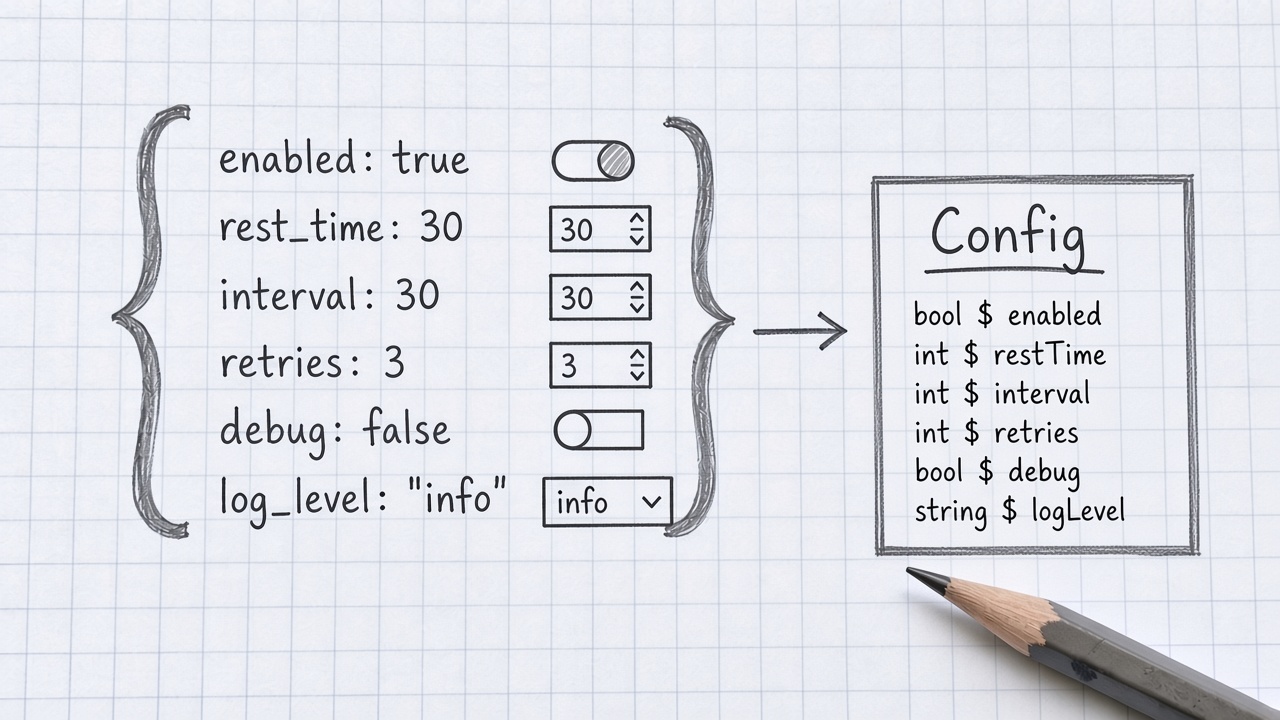 enabled: true
rest_time: 30 30
interval: 30 30
retries: 3 3
debug: false
log_level: "info" info
Config
bool $ enabled
int $ restTime
int $ interval
int $ retries
bool $ debug
string $ logLevel